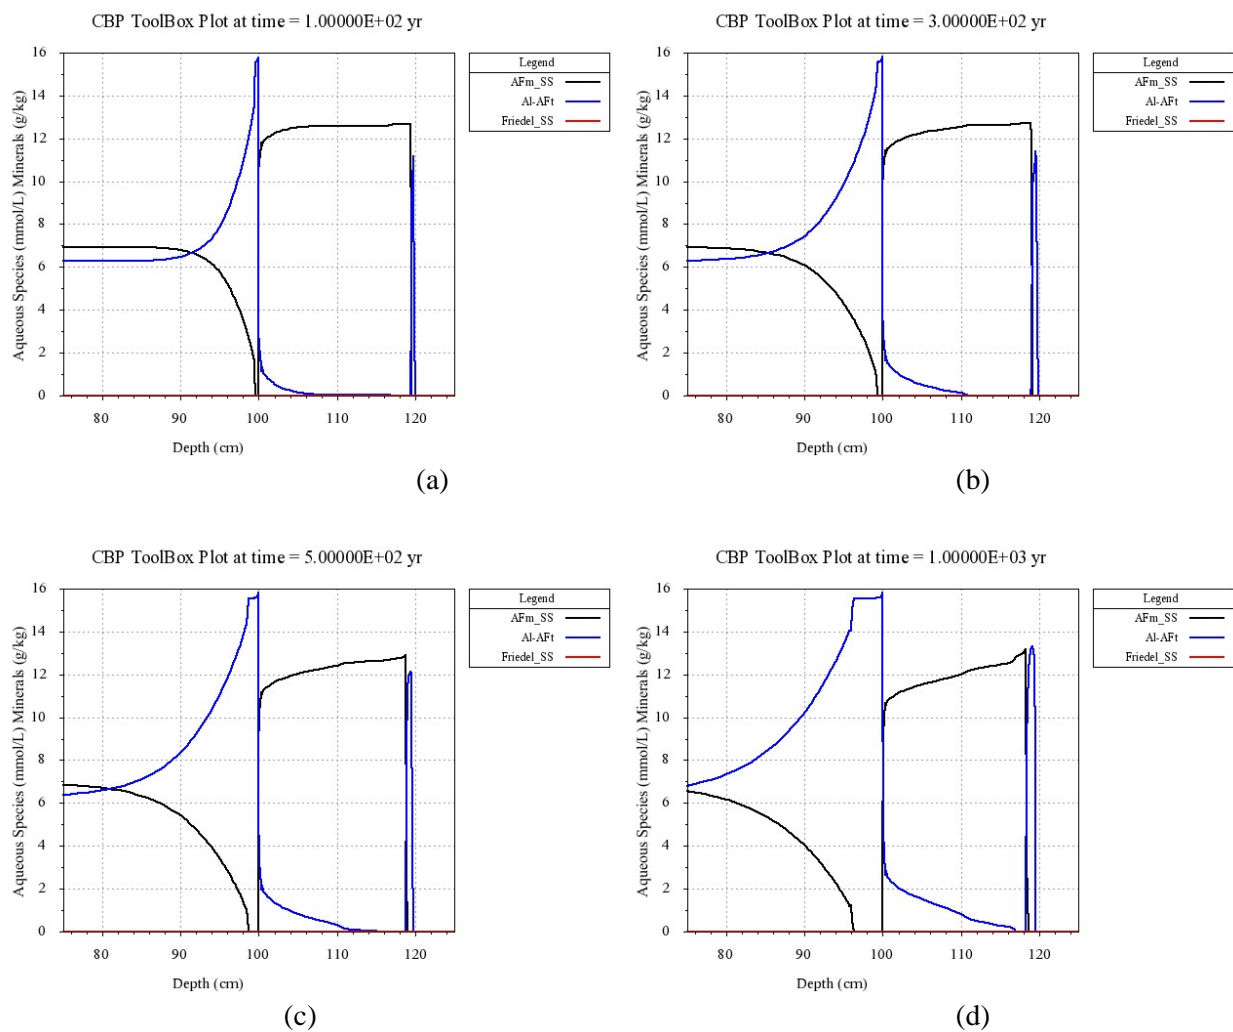 CBP ToolBox Plot at time = 1.00000E+02 yr
Legend
AFm_SS
Al-AFt
Friedel_SS
Aqueous Species (mmol/L) Minerals (g/kg)
16
14
12
10
8
6
4
2
0
80 90 100 110 120
Depth (cm)
(a)
CBP ToolBox Plot at time = 3.00000E+02 yr
Legend
AFm_SS
Al-AFt
Friedel_SS
Aqueous Species (mmol/L) Minerals (g/kg)
16
14
12
10
8
6
4
2
0
80 90 100 110 120
Depth (cm)
(b)
CBP ToolBox Plot at time = 5.00000E+02 yr
Legend
AFm_SS
Al-AFt
Friedel_SS
Aqueous Species (mmol/L) Minerals (g/kg)
16
14
12
10
8
6
4
2
0
80 90 100 110 120
Depth (cm)
(c)
CBP ToolBox Plot at time = 1.00000E+03 yr
Legend
AFm_SS
Al-AFt
Friedel_SS
Aqueous Species (mmol/L) Minerals (g/kg)
16
14
12
10
8
6
4
2
0
80 90 100 110 120
Depth (cm)
(d)